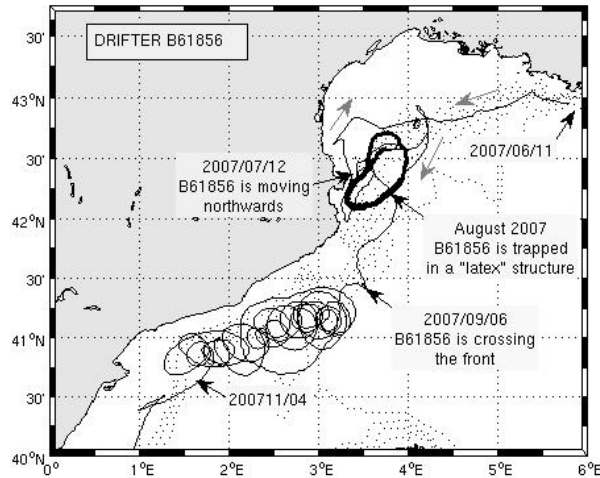 DRIFTER B61856
30'
43°N
30'
42°N
30'
41°N
30'
40°N
2007/06/11
2007/07/12
B61856 is moving
northwards
August 2007
B61856 is trapped
in a "latex" structure
2007/09/06
B61856 is crossing
the front
200711/04
0°
1°E
2°E
3°E
4°E
5°E
6°E